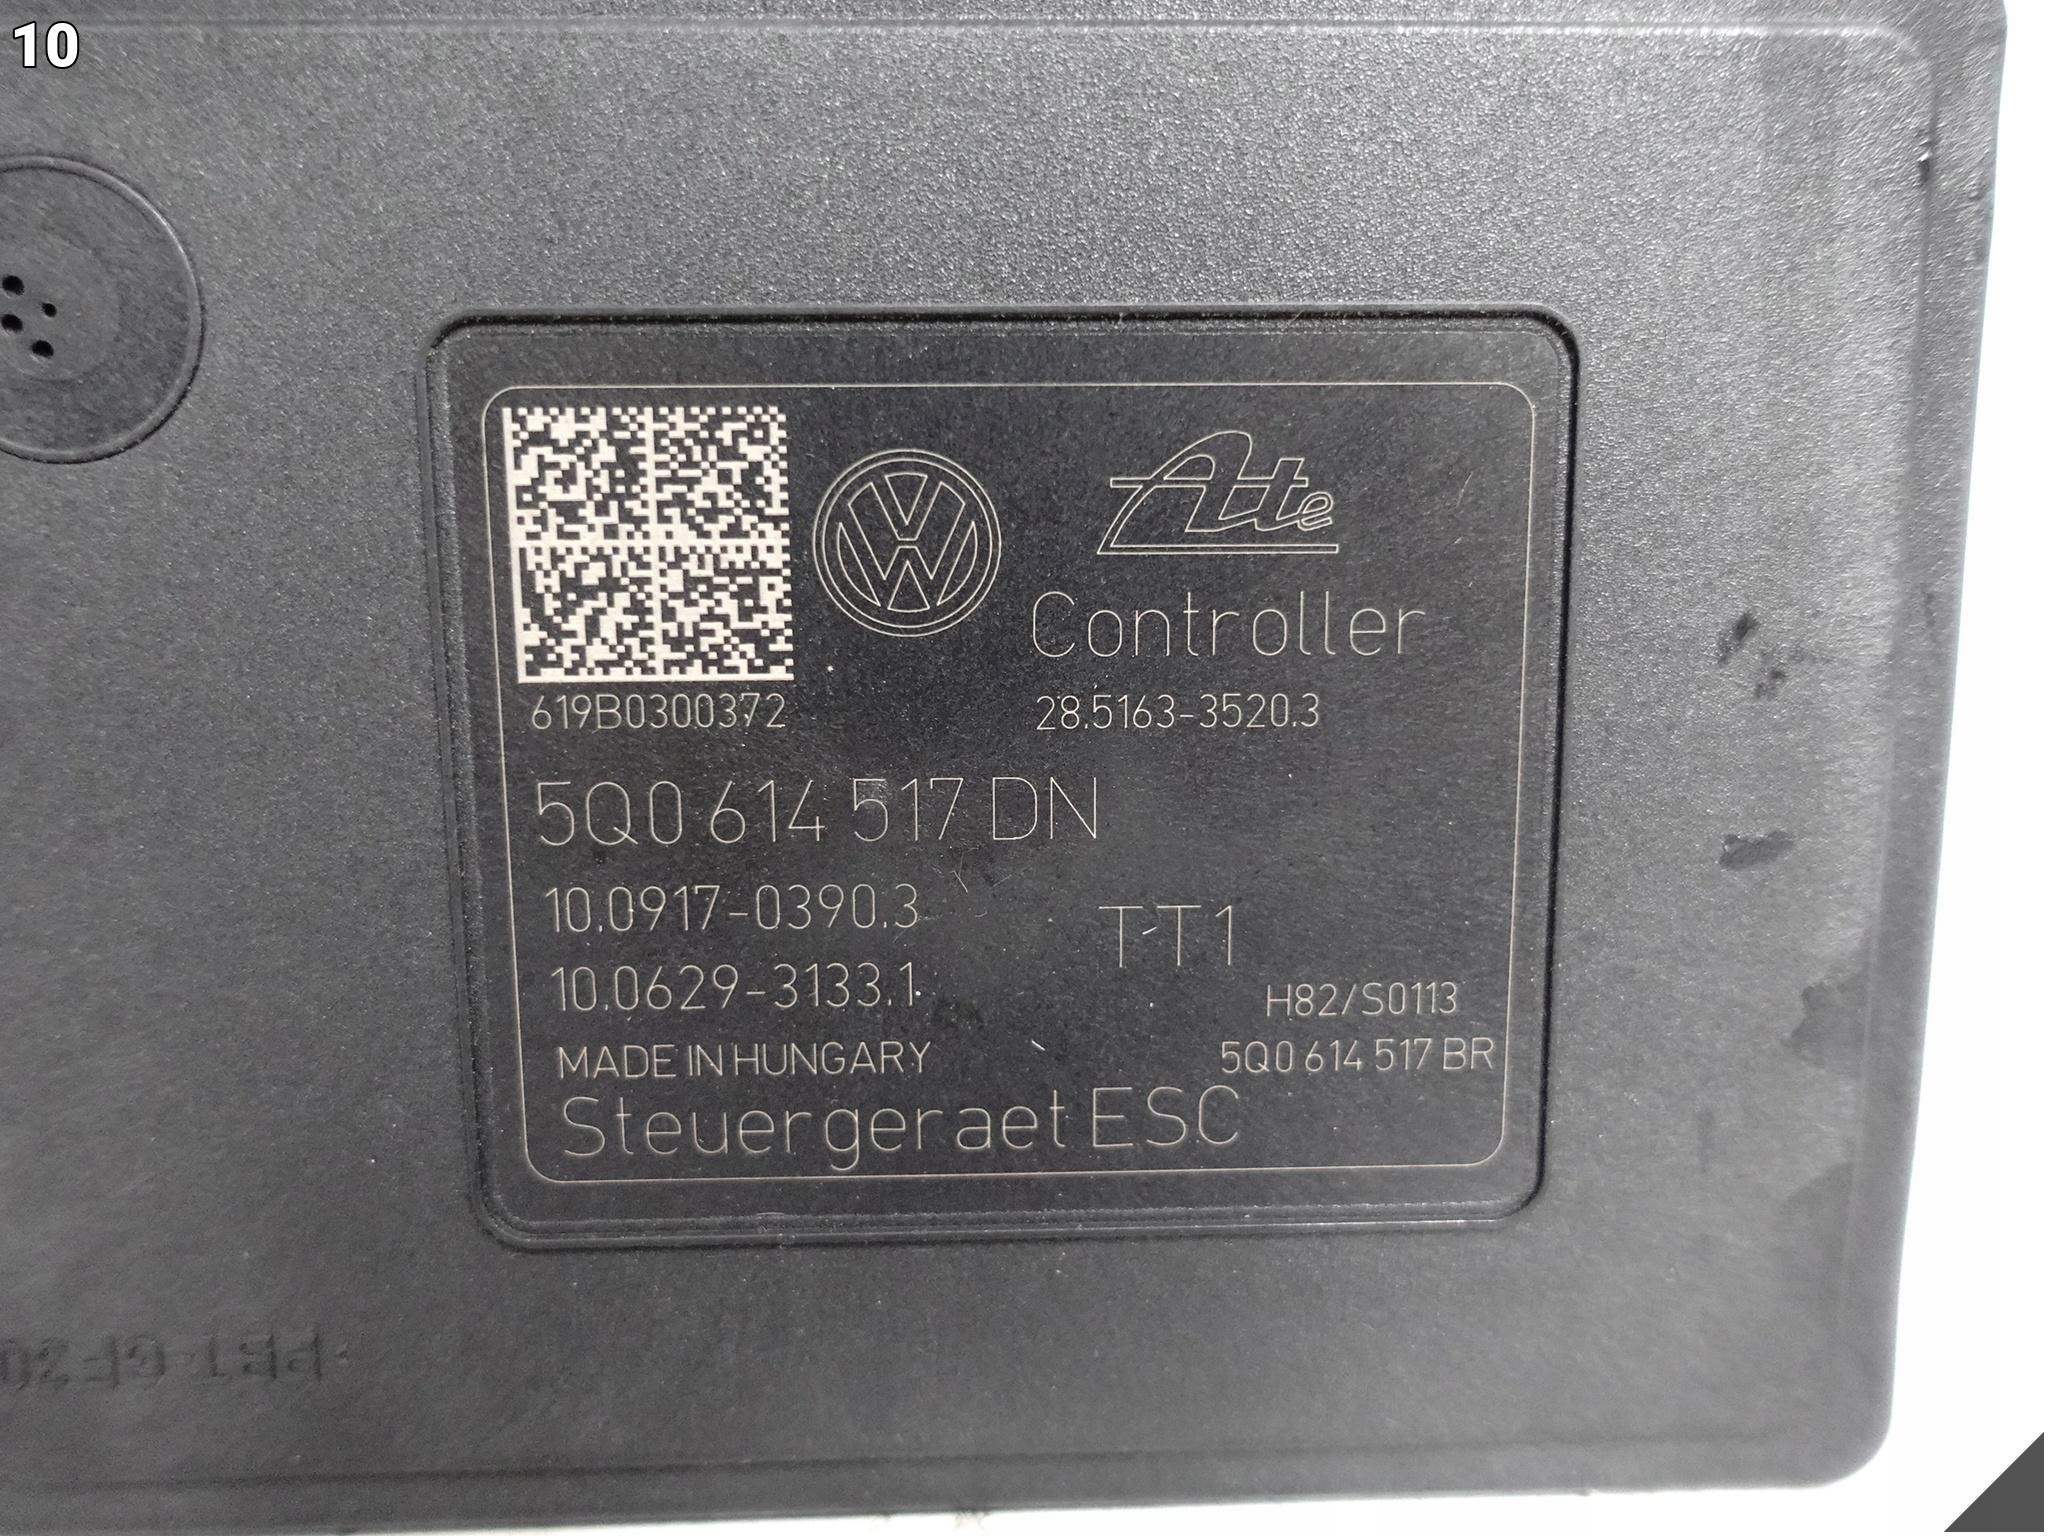 10
Ate
Controller
619B0300372
28.5163-3520.3
5Q0 614 517 DN
10.0917-0390.3
TT1
10.0629-3133.1
H82/S0113
MADE IN HUNGARY
5Q0 614 517 BR
Steuergeraet ESC